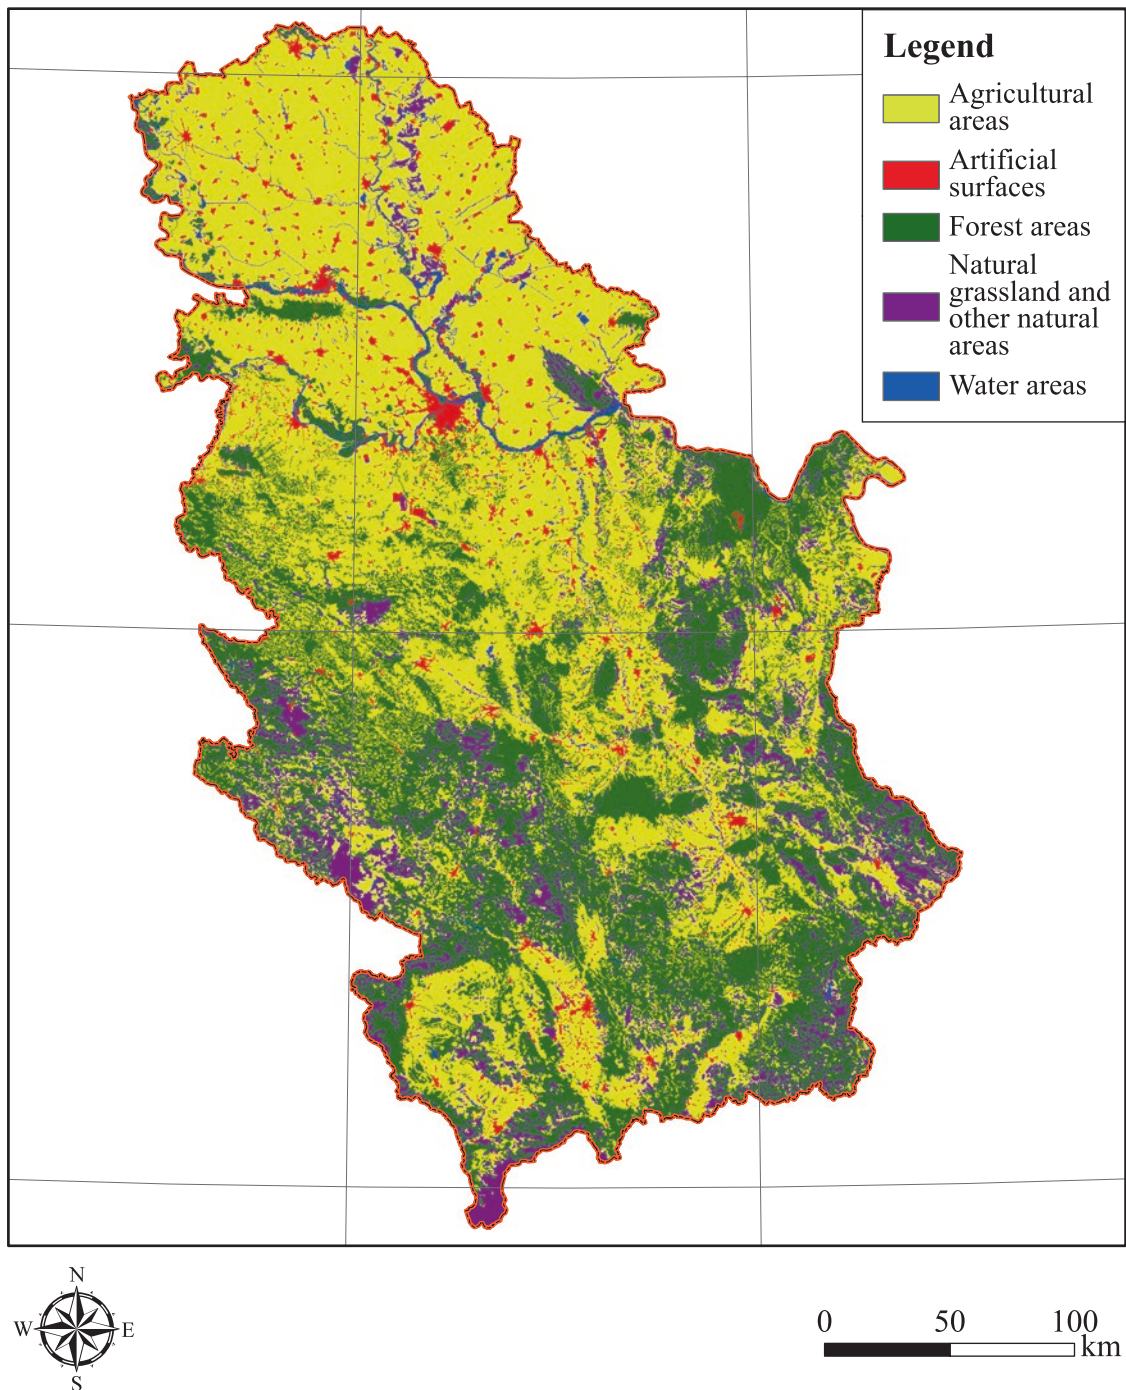 Legend
Agricultural
areas
Artificial
surfaces
Forest areas
Natural
grassland and
other natural
areas
Water areas
N
W E
S
0 50 100
km